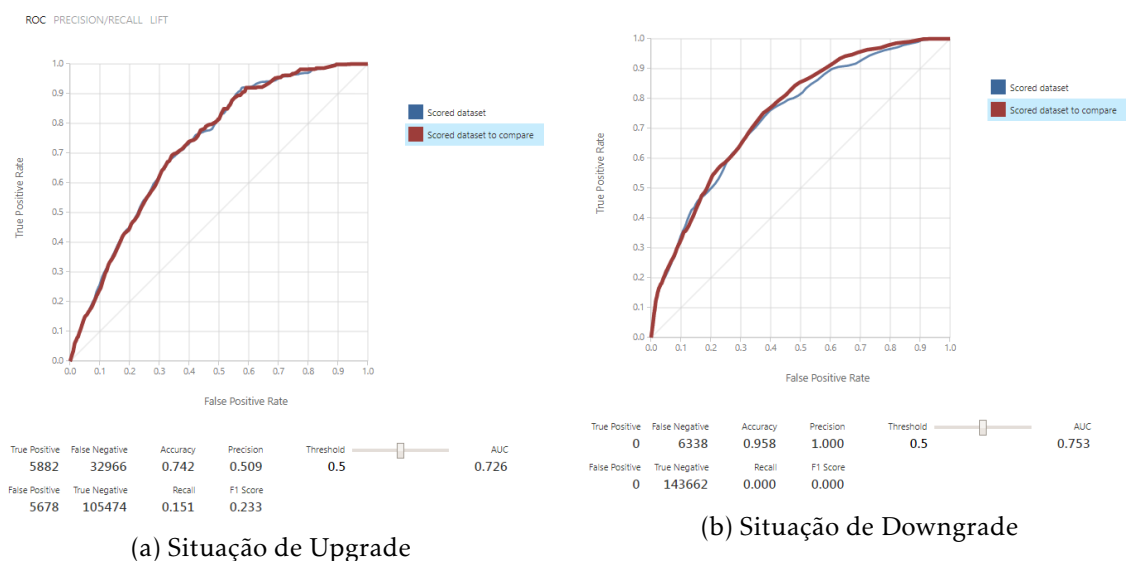 ROC PRECISION/RECALL LIFT
1.0
0.9
0.8
0.7
0.6
0.5
0.4
0.3
0.2
0.1
0.0
True Positive Rate
0.0 0.1 0.2 0.3 0.4 0.5 0.6 0.7 0.8 0.9 1.0
False Positive Rate
Scored dataset
Scored dataset to compare
True Positive False Negative Accuracy Precision Threshold AUC
5882 32966 0.742 0.509 0.5 0.726
False Positive True Negative Recall F1 Score
5678 105474 0.151 0.233
(a) Situação de Upgrade
1.0
0.9
0.8
0.7
0.6
0.5
0.4
0.3
0.2
0.1
0.0
True Positive Rate
0.0 0.1 0.2 0.3 0.4 0.5 0.6 0.7 0.8 0.9 1.0
False Positive Rate
Scored dataset
Scored dataset to compare
True Positive False Negative Accuracy Precision Threshold AUC
0 6338 0.958 1.000 0.5 0.753
False Positive True Negative Recall F1 Score
0 143662 0.000 0.000
(b) Situação de Downgrade